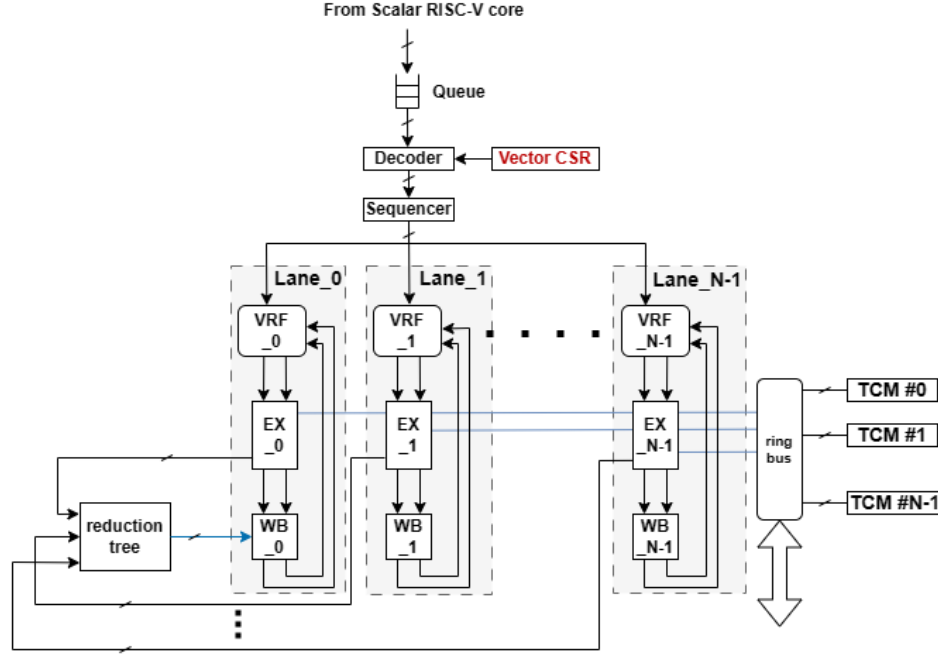 From Scalar RISC-V core
Queue
Decoder
Vector CSR
Sequencer
Lane_0
Lane_1
Lane_N-1
VRF
_0
VRF
_1
VRF
_N-1
EX
_0
EX
_1
EX
_N-1
ring
bus
TCM #0
TCM #1
TCM #N-1
reduction
tree
WB
_0
WB
_1
WB
_N-1